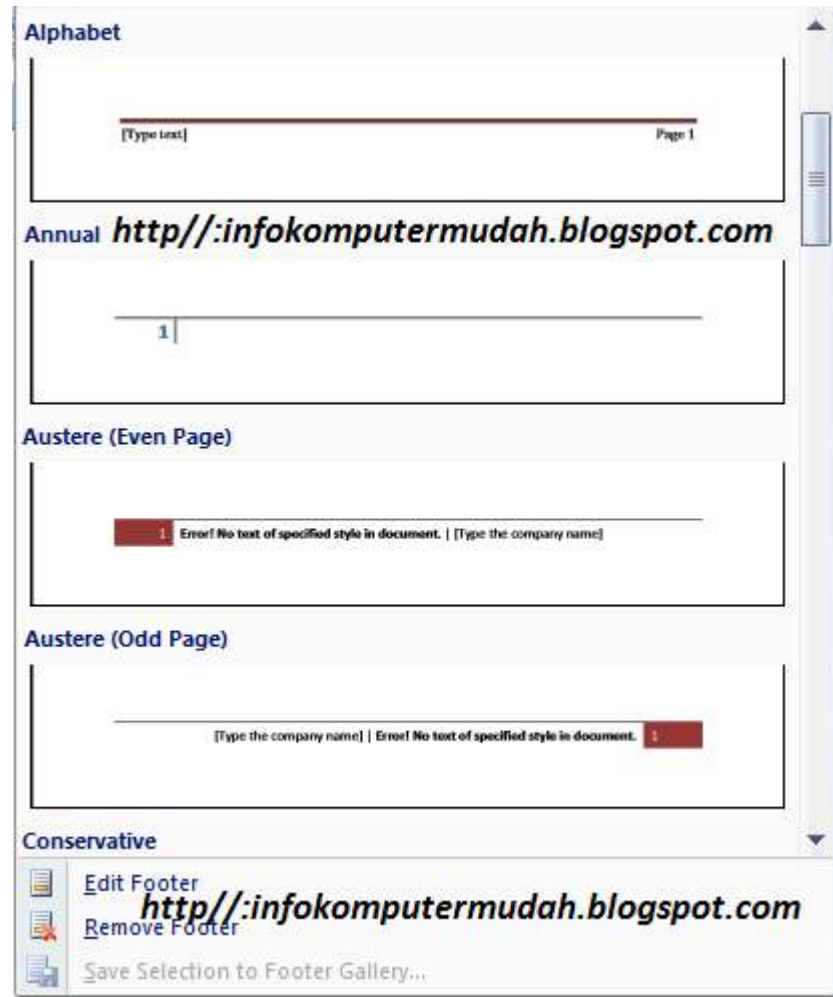 Alphabet
[Type text] Page 1
Annual http//:infokomputermudah.blogspot.com
1
Austere (Even Page)
1 Error! No text of specified style in document. | [Type the company name]
Austere (Odd Page)
[Type the company name] | Error! No text of specified style in document. 1
Conservative
Edit Footer
http//:infokomputermudah.blogspot.com
Remove Footer
Save Selection to Footer Gallery...